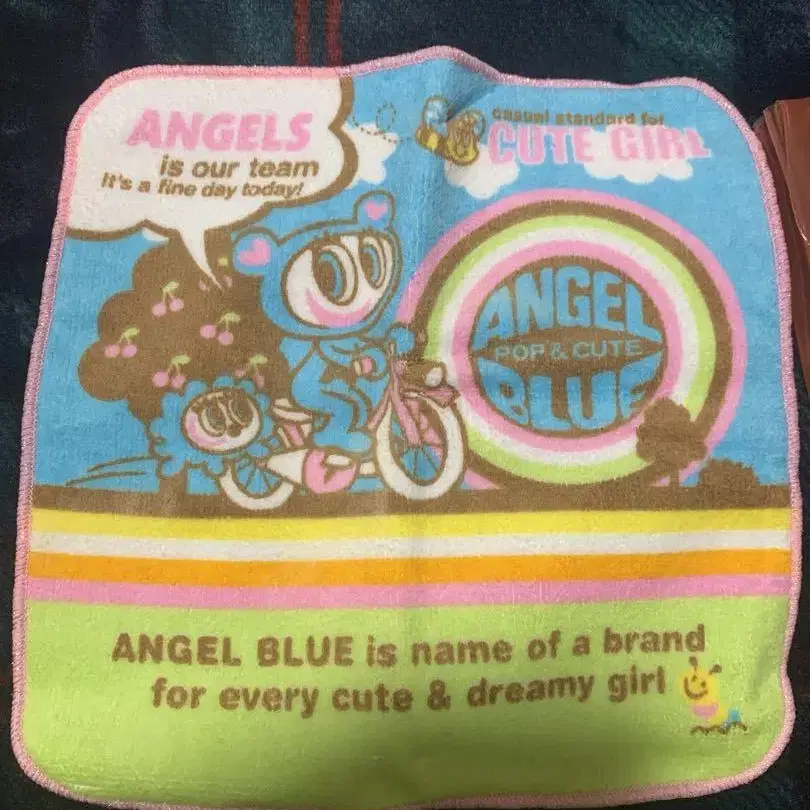 ANGELS
is our team
It's a fine day today!
casual standard for
CUTE GIRL
ANGEL
POP & CUTE
BLUE
ANGEL BLUE is name of a brand
for every cute & dreamy girl